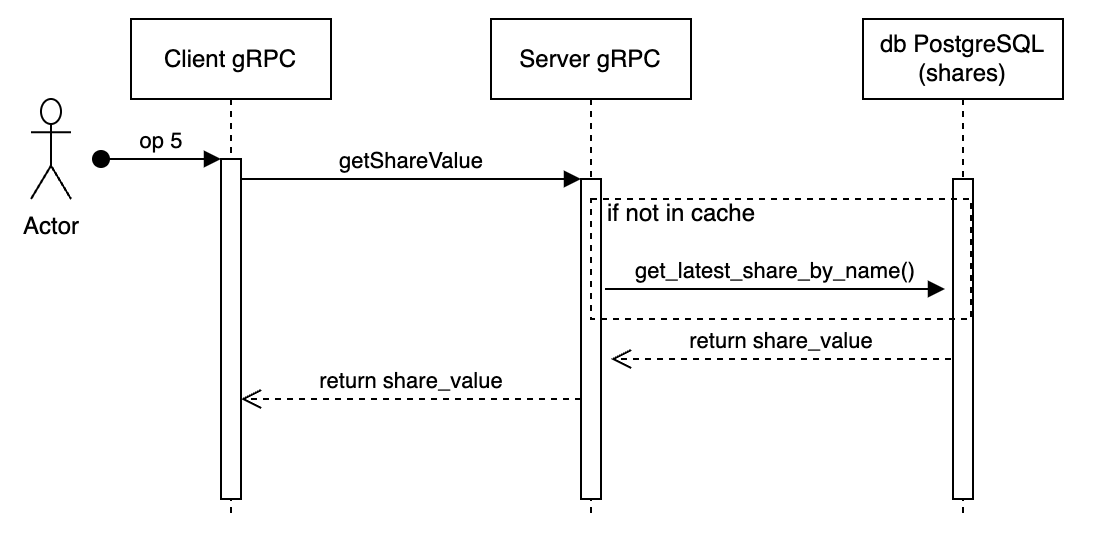 Client gRPC
Server gRPC
db PostgreSQL
(shares)
op 5
getShareValue
Actor
if not in cache
get_latest_share_by_name()
return share_value
return share_value